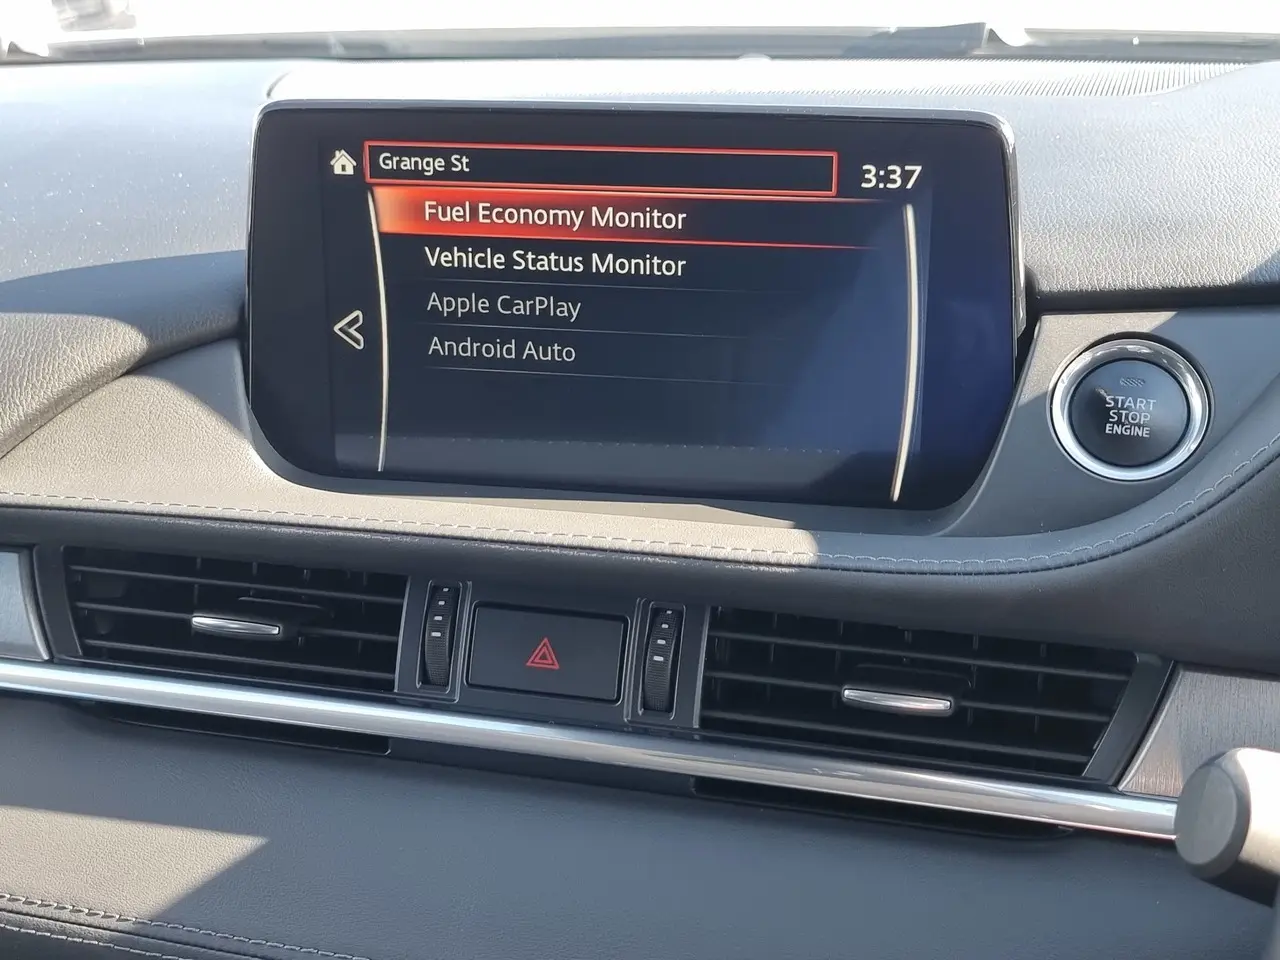 Grange St
3:37
Fuel Economy Monitor
Vehicle Status Monitor
Apple CarPlay
Android Auto
START
STOP
ENGINE